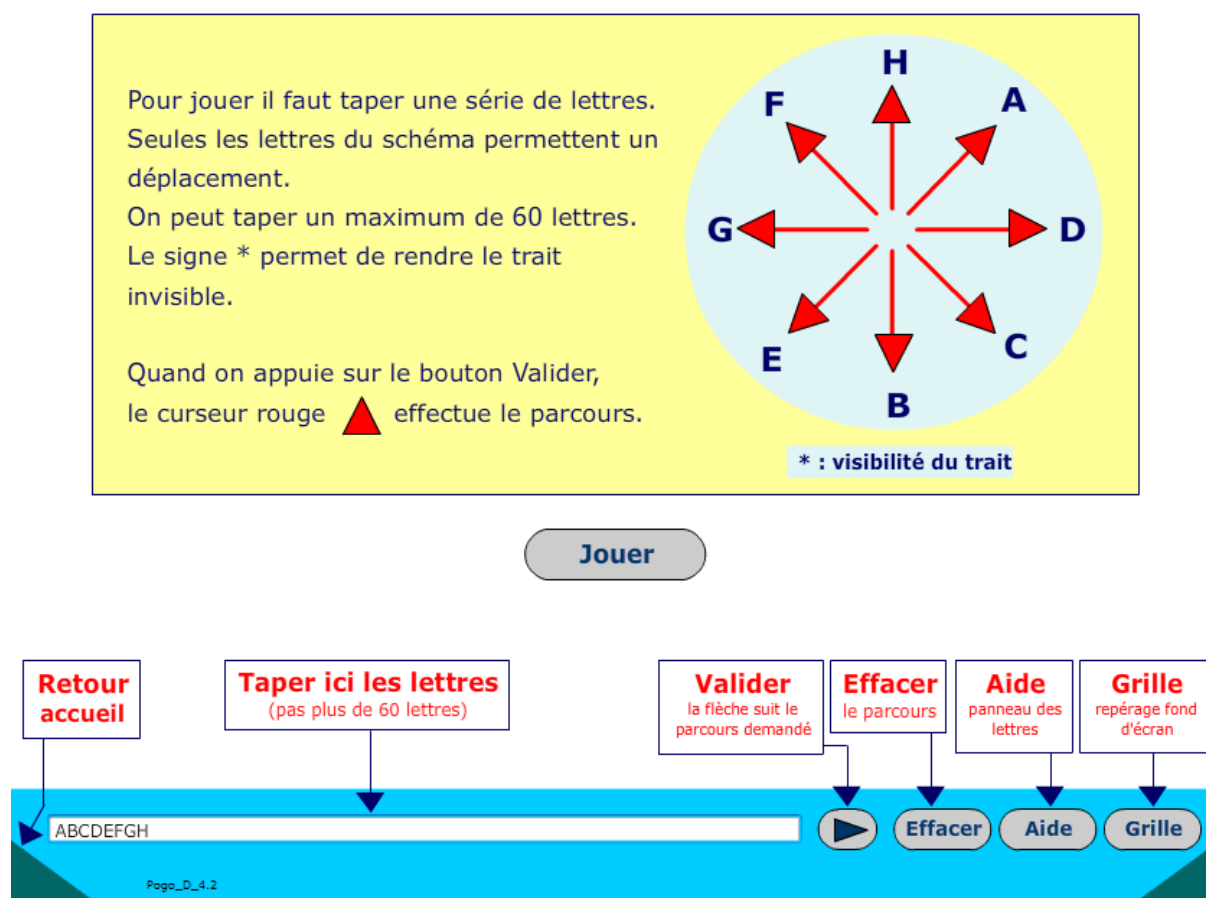 Pour jouer il faut taper une série de lettres.
Seules les lettres du schéma permettent un
déplacement.
On peut taper un maximum de 60 lettres.
Le signe * permet de rendre le trait
invisible.
Quand on appuie sur le bouton Valider,
le curseur rouge effectue le parcours.
H
F A
G D
E C
B
* : visibilité du trait
Jouer
Retour
accueil
Taper ici les lettres
(pas plus de 60 lettres)
Valider
la flèche suit le
parcours demandé
Effacer
le parcours
Aide
panneau des
lettres
Grille
repérage fond
d'écran
ABCDEFGH
Effacer
Aide
Grille
Pogo_D_4.2